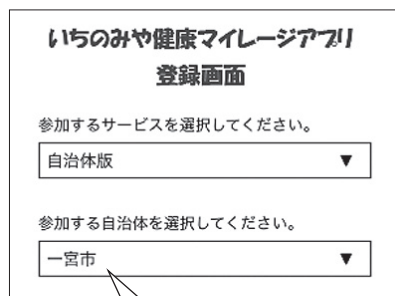 いちのみや健康マイレージアプリ
登録画面
参加するサービスを選択してください。
自治体版 ▼
参加する自治体を選択してください。
一宮市 ▼